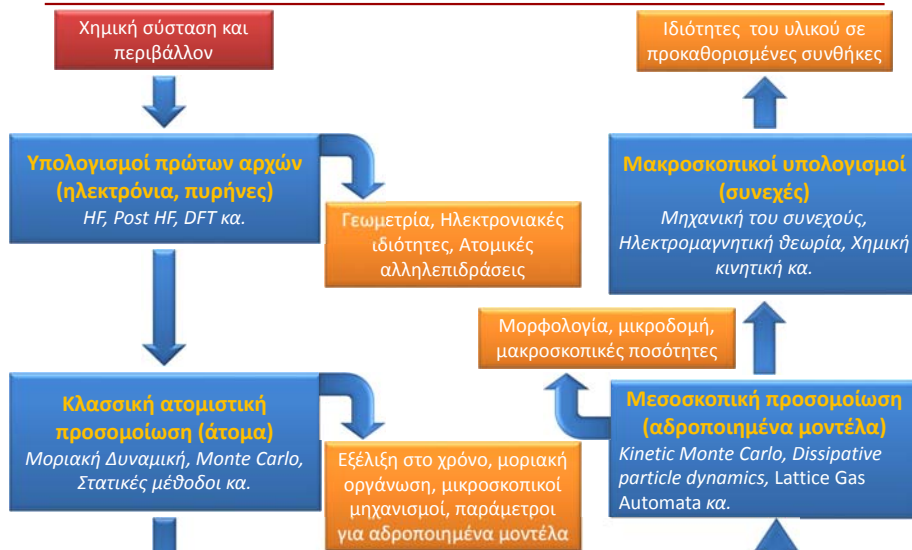 Χημική σύσταση και
περιβάλλον
Υπολογισμοί πρώτων αρχών
(ηλεκτρόνια, πυρήνες)
HF, Post HF, DFT κα.
Γεωμετρία, Ηλεκτρονιακές
ιδιότητες, Ατομικές
αλληλεπιδράσεις
Κλασσική ατομιστική
προσομοίωση (άτομα)
Μοριακή Δυναμική, Monte Carlo,
Στατικές μέθοδοι κα.
Εξέλιξη στο χρόνο, μοριακή
οργάνωση, μικροσκοπικοί
μηχανισμοί, παράμετροι
για αδροποιημένα μοντέλα
Ιδιότητες του υλικού σε
προκαθορισμένες συνθήκες
Μακροσκοπικοί υπολογισμοί
(συνεχές)
Μηχανική του συνεχούς,
Ηλεκτρομαγνητική θεωρία, Χημική
κινητική κα.
Μορφολογία, μικροδομή,
μακροσκοπικές ποσότητες
Μεσοσκοπική προσομοίωση
(αδροποιημένα μοντέλα)
Kinetic Monte Carlo, Dissipative
particle dynamics, Lattice Gas
Automata κα.